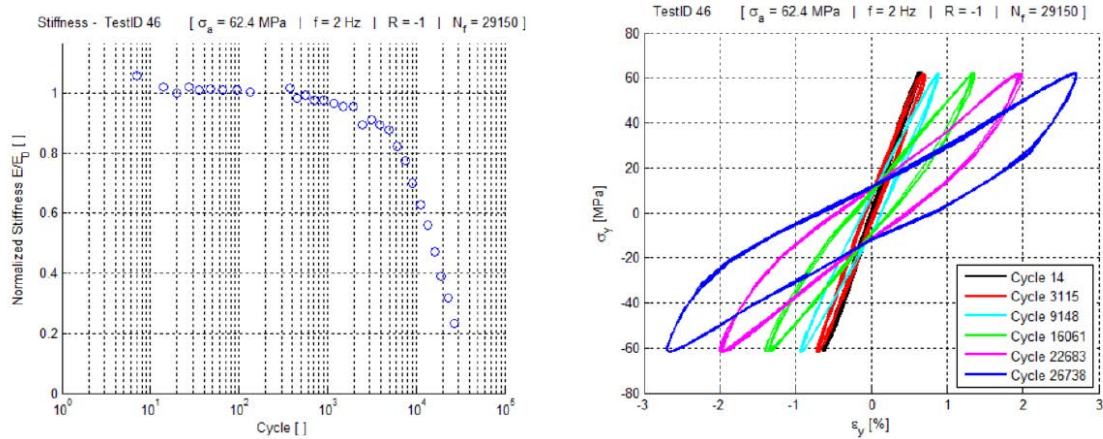 Stiffness - TestID 46 [ σa = 62.4 MPa | f = 2 Hz | R = -1 | Nf = 29150 ]
Normalized Stiffness E/E0 [ ]
1
0.8
0.6
0.4
0.2
0
10^0 10^1 10^2 10^3 10^4 10^5
Cycle [ ]
TestID 46 [ σa = 62.4 MPa | f = 2 Hz | R = -1 | Nf = 29150 ]
σy [MPa]
80
60
40
20
0
-20
-40
-60
-80
-3 -2 -1 0 1 2 3
εy [%]
Cycle 14
Cycle 3115
Cycle 9148
Cycle 16061
Cycle 22683
Cycle 26738